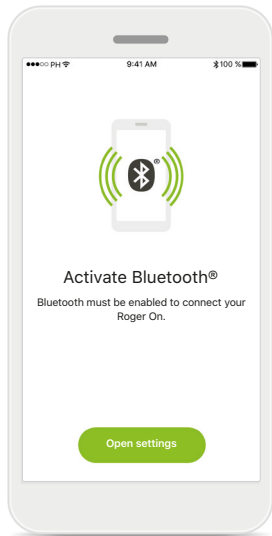 ●●●○○ PH 9:41 AM 100 %
®
Activate Bluetooth®
Bluetooth must be enabled to connect your
Roger On.
Open settings